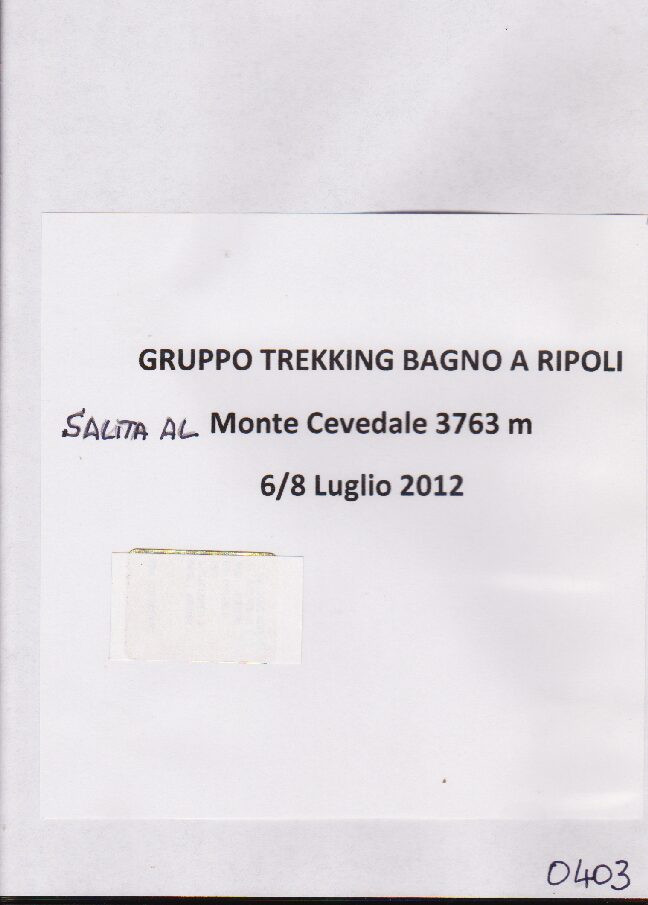 GRUPPO TREKKING BAGNO A RIPOLI
SALITA AL Monte Cevedale 3763 m
6/8 Luglio 2012
0403